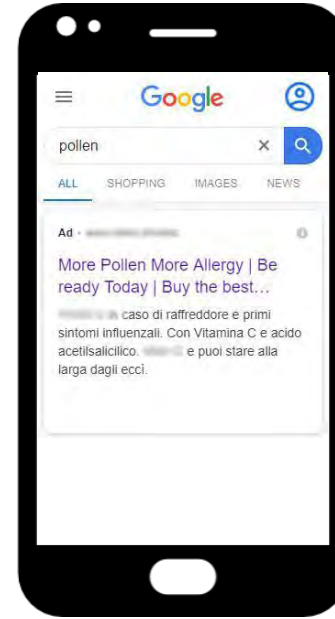 Google
pollen
ALL SHOPPING IMAGES NEWS
Ad ·
More Pollen More Allergy | Be
ready Today | Buy the best...
caso di raffreddore e primi
sintomi influenzali. Con Vitamina C e acido
acetilsalicilico. e puoi stare alla
larga dagli eccì.